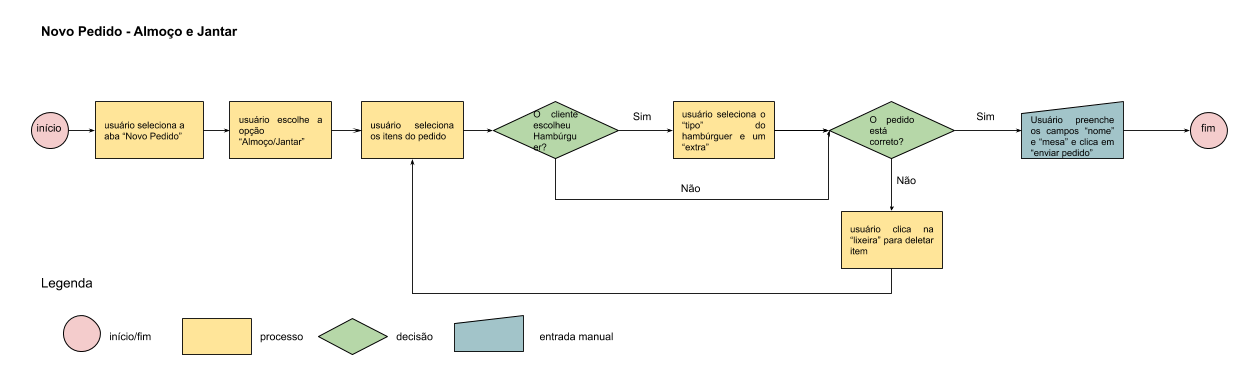 Novo Pedido - Almoço e Jantar
início
usuário seleciona a
aba “Novo Pedido”
usuário escolhe a
opção
“Almoço/Jantar”
usuário seleciona
os itens do pedido
O cliente
escolheu
Hambúrgu
er?
Sim
Não
usuário seleciona o
“tipo” do
hambúrguer e um
“extra”
O pedido
está
correto?
Sim
Não
usuário clica na
“lixeira” para deletar
item
Usuário preenche
os campos “nome”
e “mesa” e clica em
“enviar pedido”
fim
Legenda
início/fim
processo
decisão
entrada manual